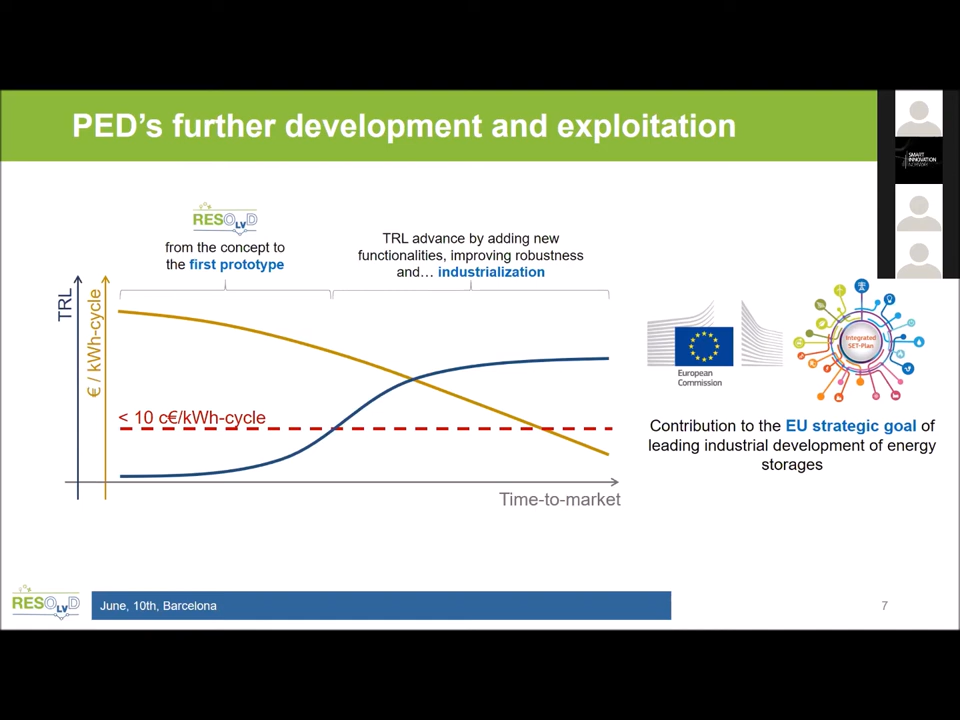 PED’s further development and exploitation
SMART
INNOVATION
RESOLVD
from the concept to
the first prototype
TRL advance by adding new
functionalities, improving robustness
and… industrialization
TRL
€ / kWh-cycle
< 10 c€/kWh-cycle
Time-to-market
European
Commission
Integrated
SET-Plan
Contribution to the EU strategic goal of
leading industrial development of energy
storages
RESOLVD
June, 10th, Barcelona
7